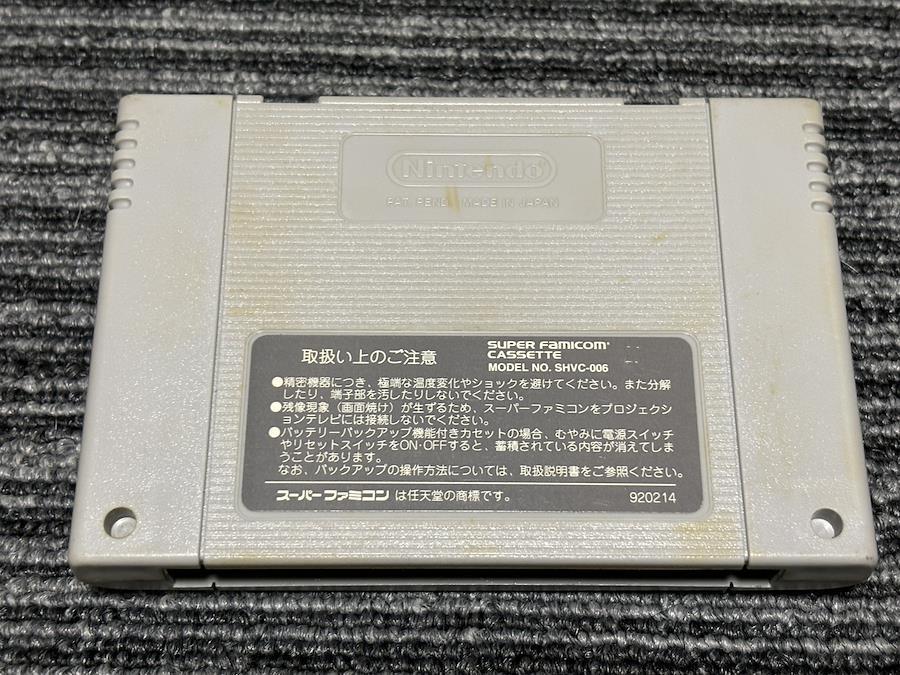 Nintendo
PAT. PEND. MADE IN JAPAN
取扱い上のご注意
SUPER FAMICOM
CASSETTE
MODEL NO. SHVC-006
●精密機器につき、極端な温度変化やショックを避けてください。また分解
したり、端子部を汚したりしないでください。
●残像現象（画面焼け）が生ずるため、スーパーファミコンをプロジェクシ
ョンテレビには接続しないでください。
●バッテリーバックアップ機能付きカセットの場合、むやみに電源スイッチ
やリセットスイッチをON・OFFすると、蓄積されている内容が消えてしま
うことがあります。
なお、バックアップの操作方法については、取扱説明書をご参照ください。
スーパーファミコン は任天堂の商標です。
920214